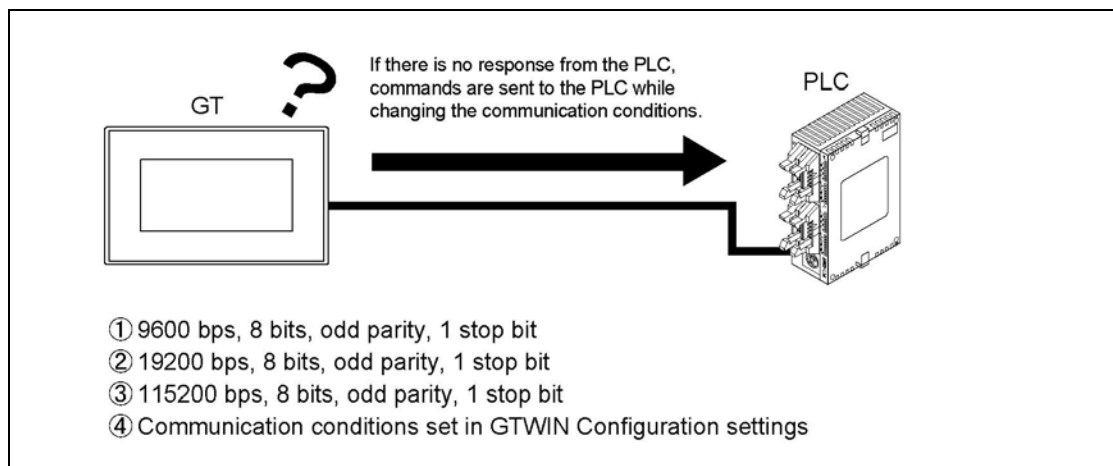 If there is no response from the PLC,
commands are sent to the PLC while
changing the communication conditions.
GT
?
PLC
① 9600 bps, 8 bits, odd parity, 1 stop bit
② 19200 bps, 8 bits, odd parity, 1 stop bit
③ 115200 bps, 8 bits, odd parity, 1 stop bit
④ Communication conditions set in GTWIN Configuration settings